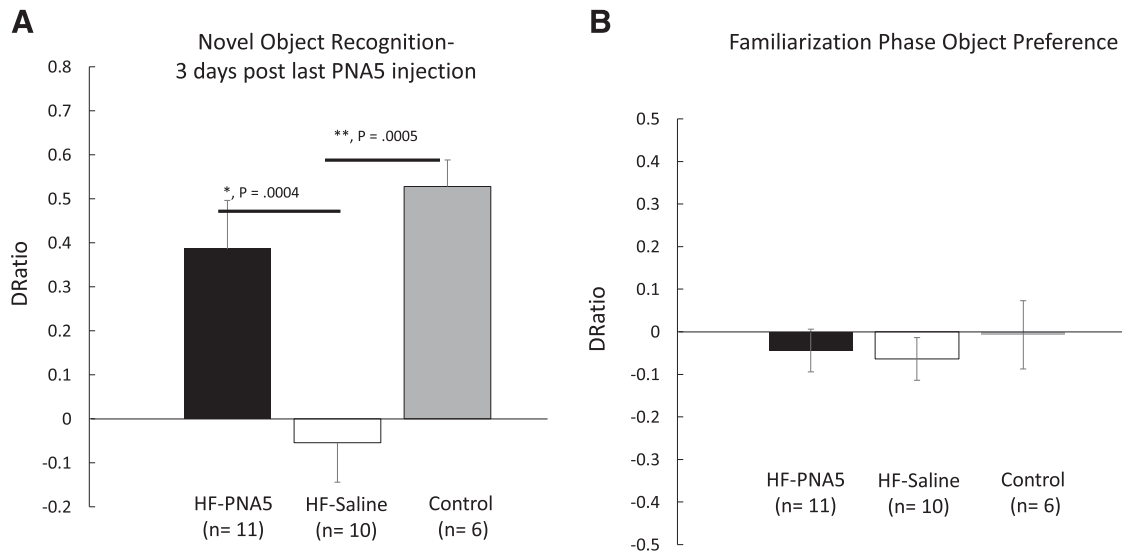 A
Novel Object Recognition-
3 days post last PNA5 injection
0.8
0.7
0.6
0.5
0.4
0.3
0.2
0.1
0
-0.1
-0.2
DRatio
*, P = .0004
**, P = .0005
HF-PNA5
(n= 11)
HF-Saline
(n= 10)
Control
(n= 6)
B
Familiarization Phase Object Preference
0.5
0.4
0.3
0.2
0.1
0
-0.1
-0.2
-0.3
-0.4
-0.5
DRatio
HF-PNA5
(n= 11)
HF-Saline
(n= 10)
Control
(n= 6)